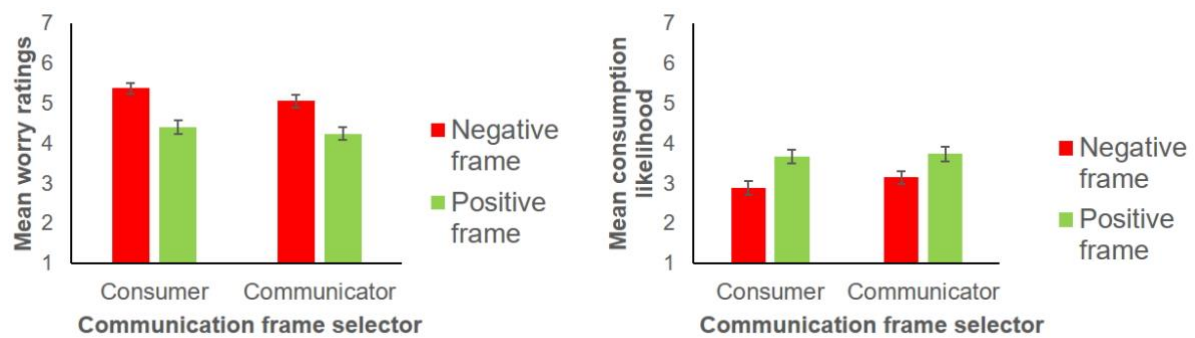 Mean worry ratings
7
6
5
4
3
2
1
Consumer
Communicator
Communication frame selector
Negative
frame
Positive
frame
Mean consumption
likelihood
7
6
5
4
3
2
1
Consumer
Communicator
Communication frame selector
Negative
frame
Positive
frame